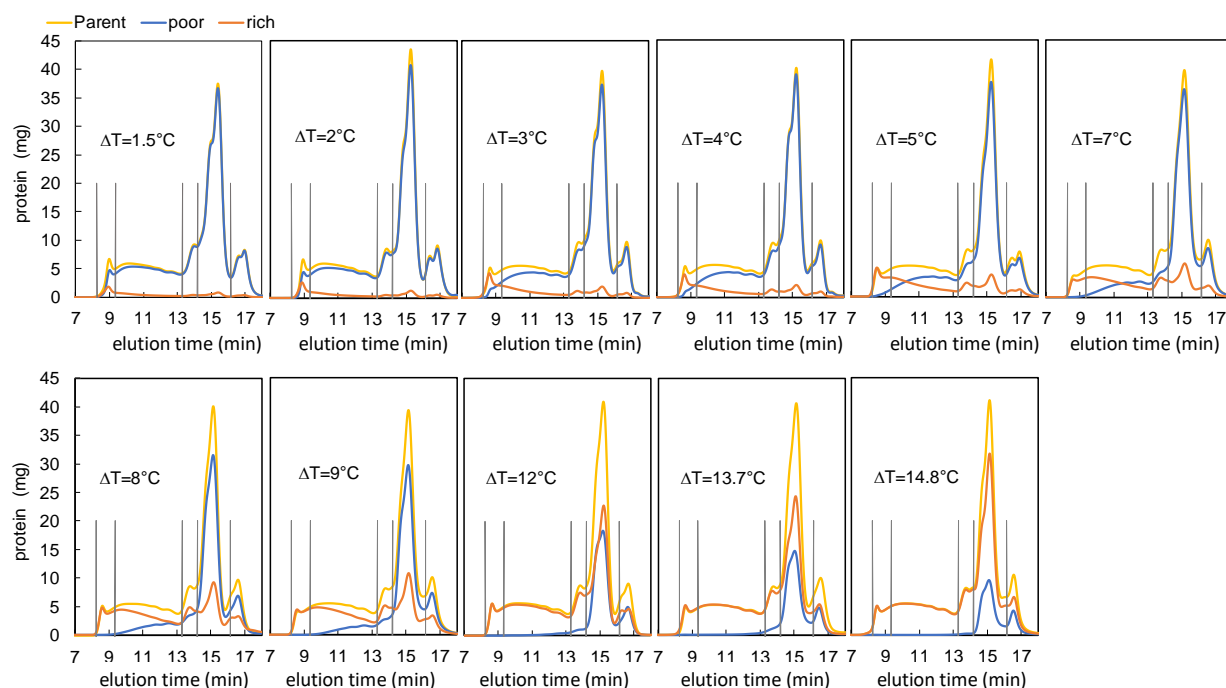 Parent poor rich
45
40
35
30
25
20
15
10
5
0
protein (mg)
ΔT=1.5°C ΔT=2°C ΔT=3°C ΔT=4°C ΔT=5°C ΔT=7°C
7 9 11 13 15 17 7 9 11 13 15 17 7 9 11 13 15 17 7 9 11 13 15 17 7 9 11 13 15 17 7 9 11 13 15 17
elution time (min) elution time (min) elution time (min) elution time (min) elution time (min) elution time (min)
45
40
35
30
25
20
15
10
5
0
protein (mg)
ΔT=8°C ΔT=9°C ΔT=12°C ΔT=13.7°C ΔT=14.8°C
7 9 11 13 15 17 7 9 11 13 15 17 7 9 11 13 15 17 7 9 11 13 15 17 7 9 11 13 15 17
elution time (min) elution time (min) elution time (min) elution time (min) elution time (min)